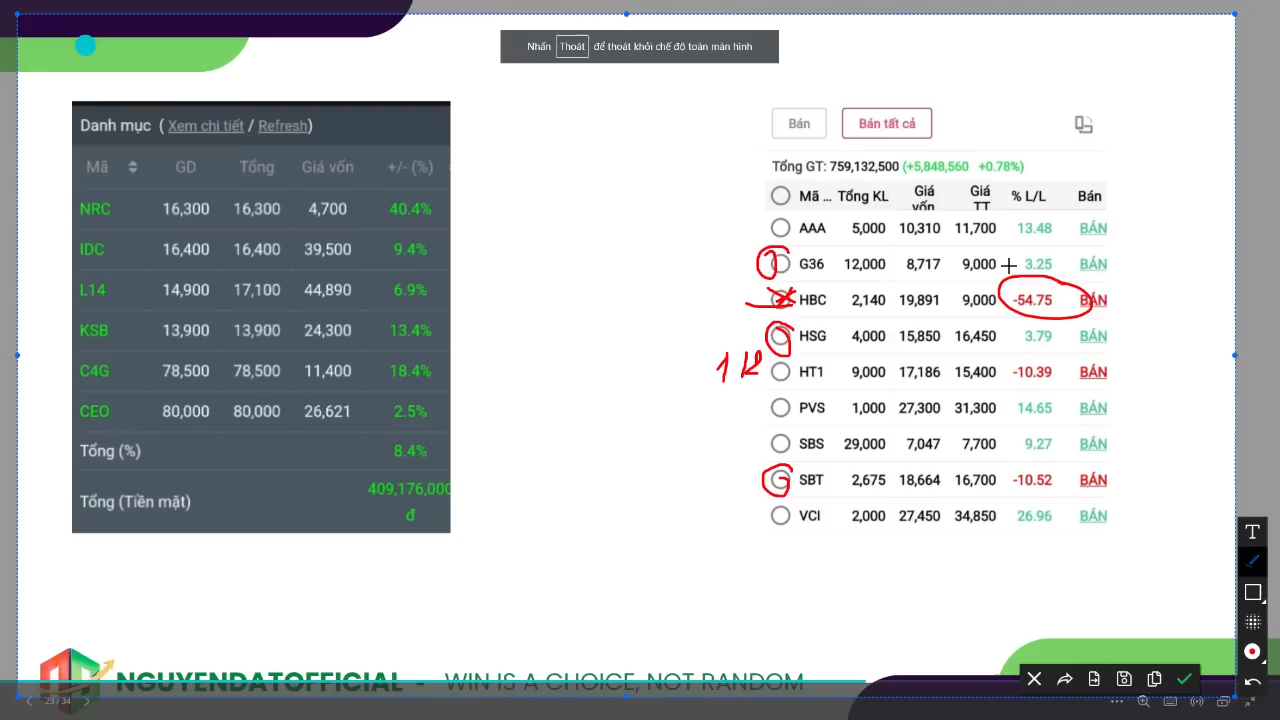 Nhấn Thoát để thoát khỏi chế độ toàn màn hình
Danh mục ( Xem chi tiết / Refresh)
Mã GD Tổng Giá vốn +/- (%)
NRC 16,300 16,300 4,700 40.4%
IDC 16,400 16,400 39,500 9.4%
L14 14,900 17,100 44,890 6.9%
KSB 13,900 13,900 24,300 13.4%
C4G 78,500 78,500 11,400 18.4%
CEO 80,000 80,000 26,621 2.5%
Tổng (%) 8.4%
Tổng (Tiền mặt) 409,176,000
đ
Bán Bán tất cả
Tổng GT: 759,132,500 (+5,848,560 +0.78%)
Mã ... Tổng KL Giá vốn Giá TT % L/L Bán
AAA 5,000 10,310 11,700 13.48 BÁN
G36 12,000 8,717 9,000 3.25 BÁN
HBC 2,140 19,891 9,000 -54.75 BÁN
HSG 4,000 15,850 16,450 3.79 BÁN
HT1 9,000 17,186 15,400 -10.39 BÁN
PVS 1,000 27,300 31,300 14.65 BÁN
SBS 29,000 7,047 7,700 9.27 BÁN
SBT 2,675 18,664 16,700 -10.52 BÁN
VCI 2,000 27,450 34,850 26.96 BÁN
NGUYENDATOFFICIAL - WIN IS A CHOICE, NOT RANDOM
23 / 34
T